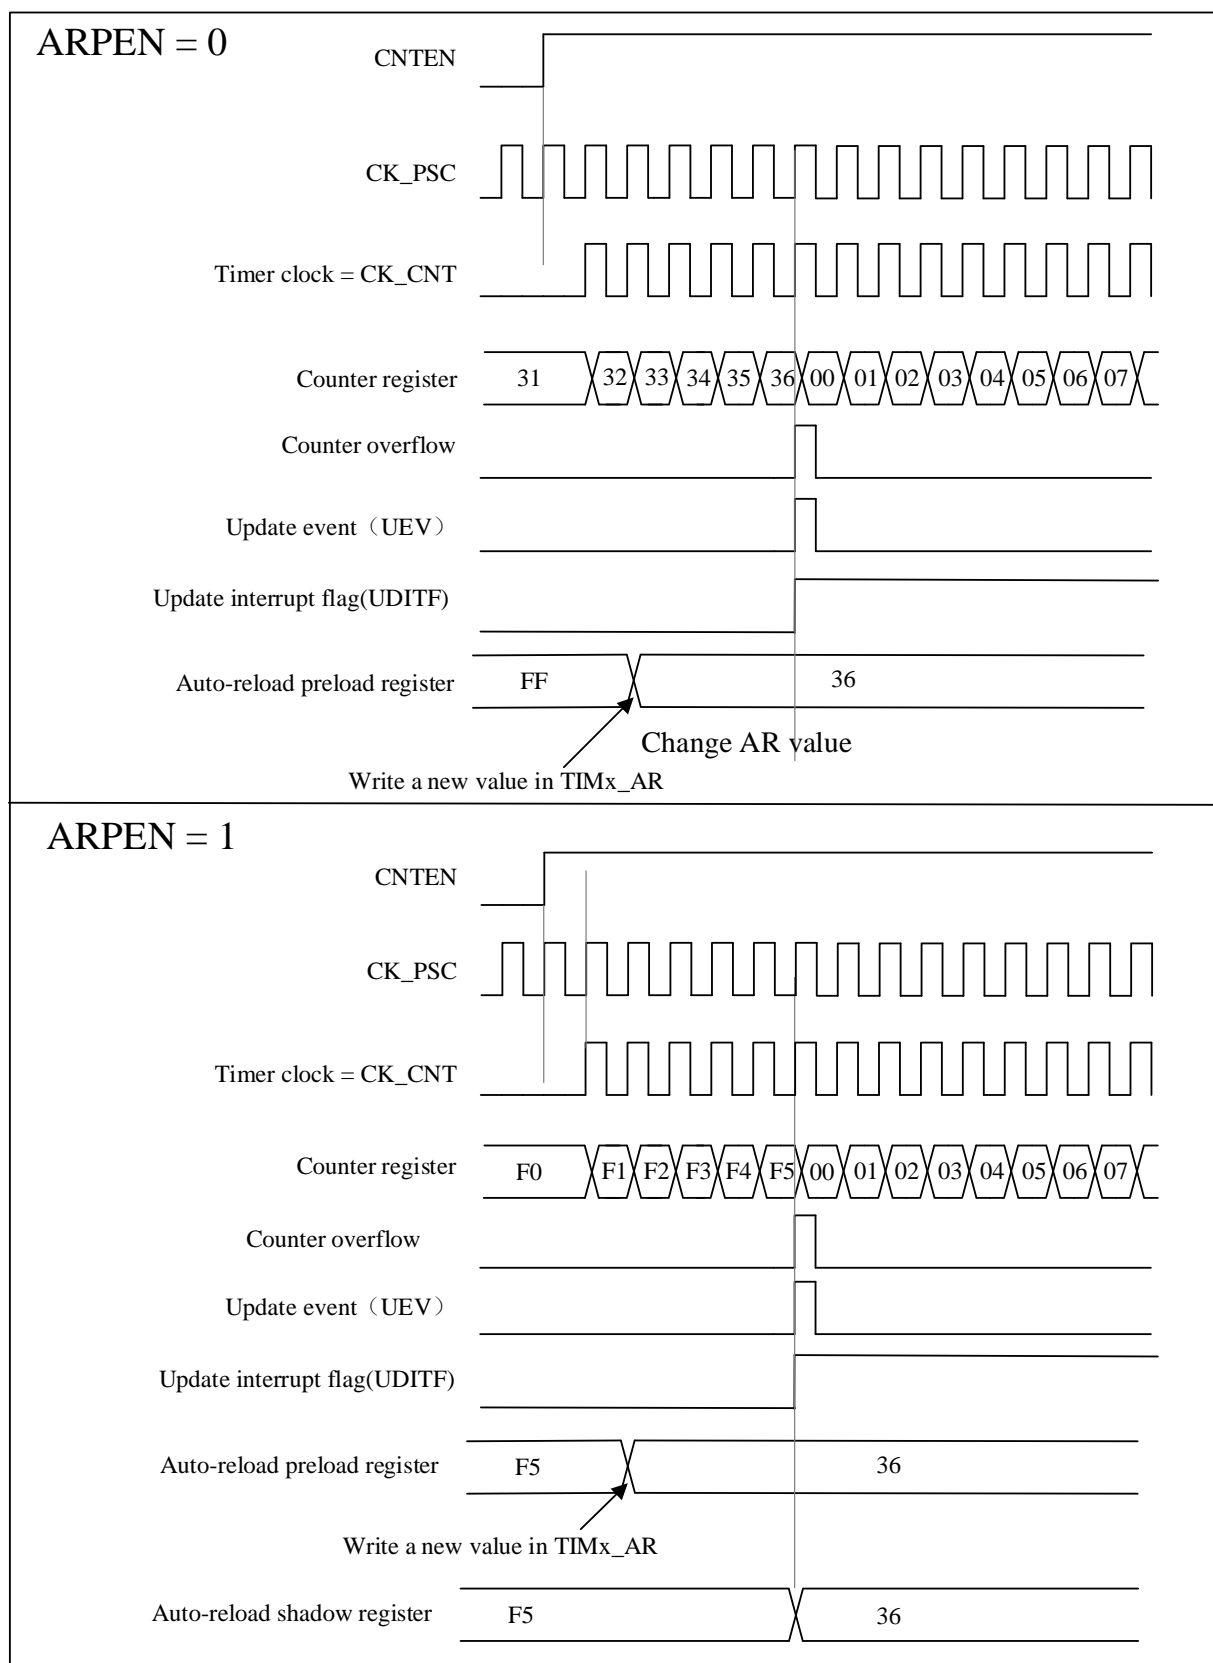 ARPEN = 0
CNTEN
CK_PSC
Timer clock = CK_CNT
Counter register 31 32 33 34 35 36 00 01 02 03 04 05 06 07
Counter overflow
Update event（UEV）
Update interrupt flag(UDITF)
Auto-reload preload register FF 36
Change AR value
Write a new value in TIMx_AR
ARPEN = 1
CNTEN
CK_PSC
Timer clock = CK_CNT
Counter register F0 F1 F2 F3 F4 F5 00 01 02 03 04 05 06 07
Counter overflow
Update event（UEV）
Update interrupt flag(UDITF)
Auto-reload preload register F5 36
Write a new value in TIMx_AR
Auto-reload shadow register F5 36